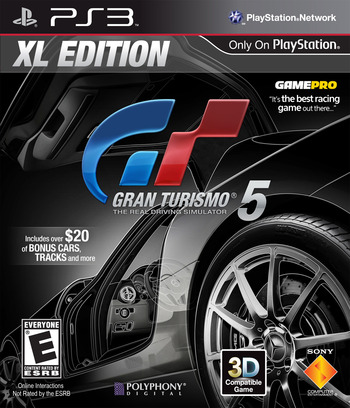 PS3
PlayStation®Network
XL EDITION
Only On PlayStation®
GAMEPRO
"It's the best racing
game out there..."
GRAN TURISMO® 5
THE REAL DRIVING SIMULATOR
Includes over $20
of BONUS CARS,
TRACKS and more
EVERYONE
E
CONTENT RATED BY
ESRB
Online Interactions
Not Rated by the ESRB
POLYPHONY
DIGITAL
3D
Compatible
Game
SONY
COMPUTER
ENTERTAINMENT